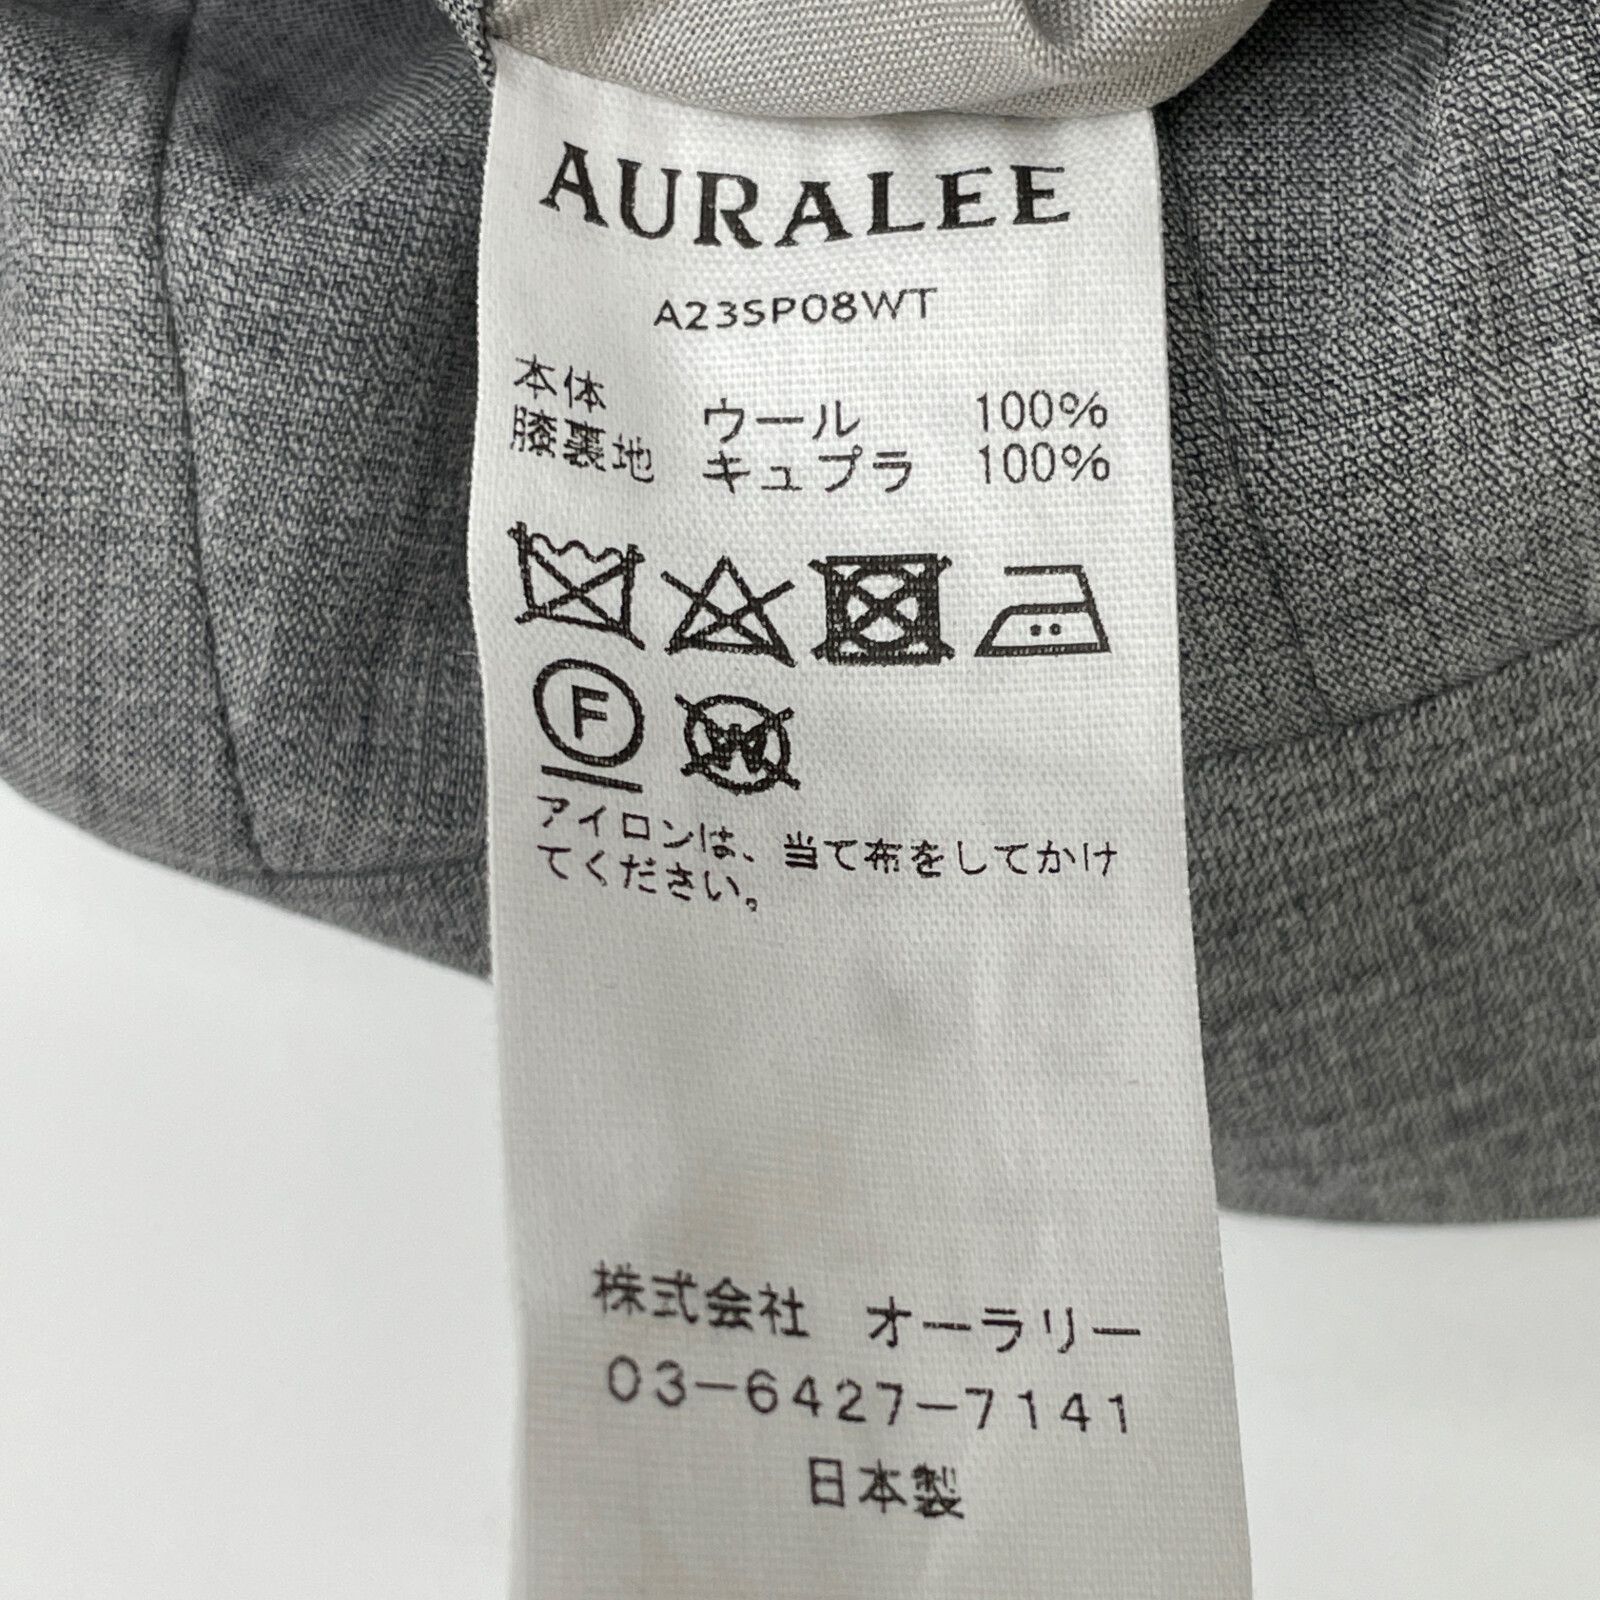 AURALEE
A23SP08WT
本体 ウール 100%
膝裏地 キュプラ 100%
F
W
アイロンは、当て布をしてかけ
てください。
株式会社 オーラリー
03-6427-7141
日本製